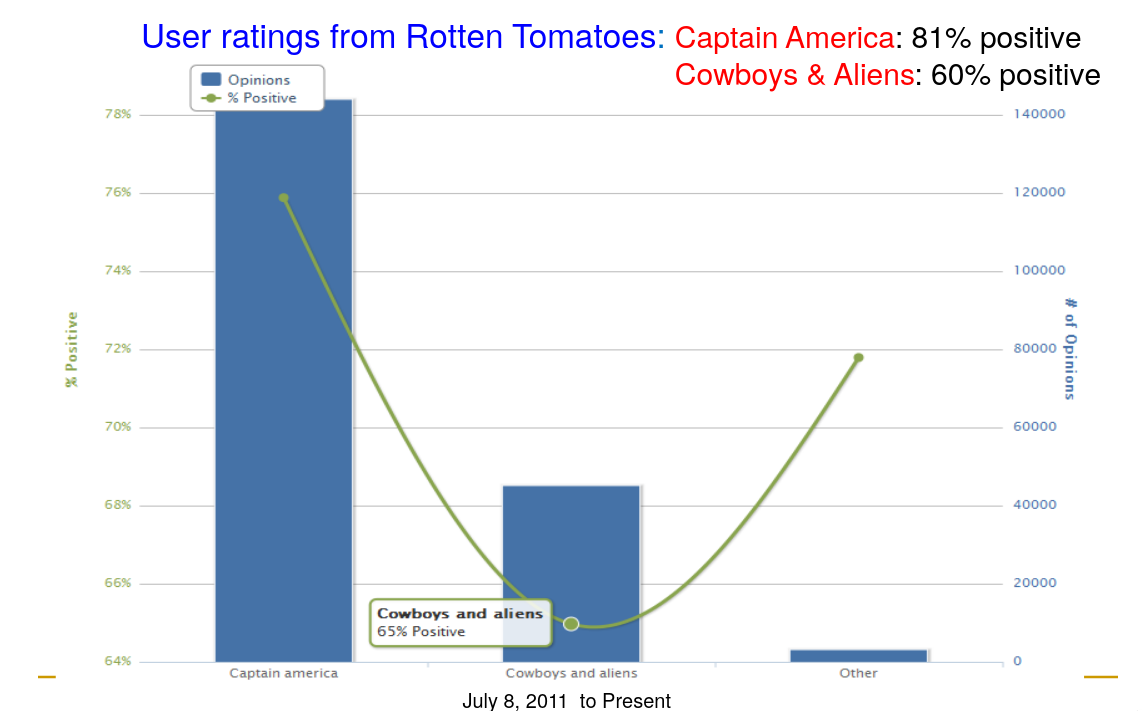 User ratings from Rotten Tomatoes: Captain America: 81% positive
Cowboys & Aliens: 60% positive
Opinions
% Positive
78%
140000
76%
120000
74%
100000
72%
80000
70%
60000
68%
40000
66%
20000
64%
0
% Positive
# of Opinions
Cowboys and aliens
65% Positive
Captain america
Cowboys and aliens
Other
July 8, 2011 to Present